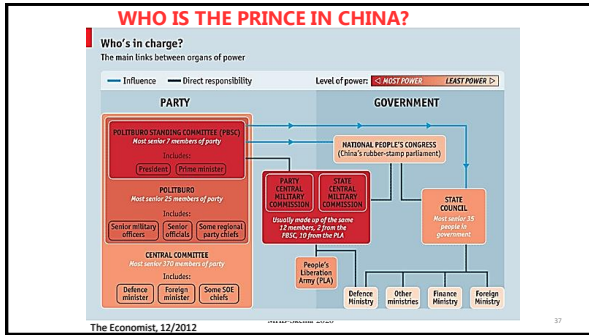 WHO IS THE PRINCE IN CHINA?
Who's in charge?
The main links between organs of power
Influence
Direct responsibility
Level of power:
◁ MOST POWER
LEAST POWER ▷
PARTY
GOVERNMENT
POLITBURO STANDING COMMITTEE (PBSC)
Most senior 7 members of party
Includes:
President
Prime minister
POLITBURO
Most senior 25 members of party
Includes:
Senior military
officers
Senior
officials
Some regional
party chiefs
CENTRAL COMMITTEE
Most senior 370 members of party
Includes:
Defence
minister
Foreign
minister
Some SOE
chiefs
NATIONAL PEOPLE'S CONGRESS
(China's rubber-stamp parliament)
PARTY
CENTRAL
MILITARY
COMMISSION
STATE
CENTRAL
MILITARY
COMMISSION
Usually made up of the same
12 members, 2 from the
PBSC, 10 from the PLA
STATE
COUNCIL
Most senior 35
people in
government
People's
Liberation
Army (PLA)
Defence
Ministry
Other
ministries
Finance
Ministry
Foreign
Ministry
The Economist, 12/2012
37